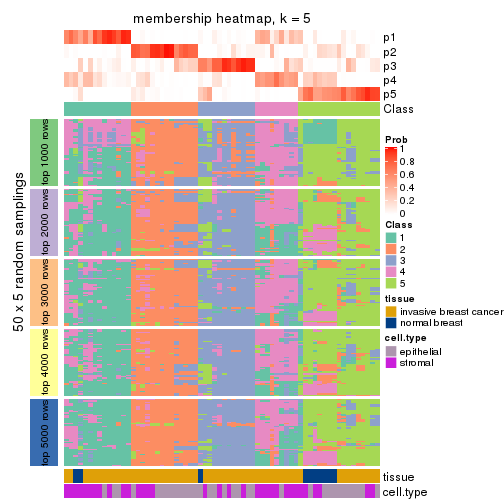 membership heatmap, k = 5
p1
p2
p3
p4
p5
Class
50 x 5 random samplings
top 1000 rows
top 2000 rows
top 3000 rows
top 4000 rows
top 5000 rows
Prob
1
0.8
0.6
0.4
0.2
0
Class
1
2
3
4
5
tissue
invasive breast cancer
normal breast
cell.type
epithelial
stromal
tissue
cell.type